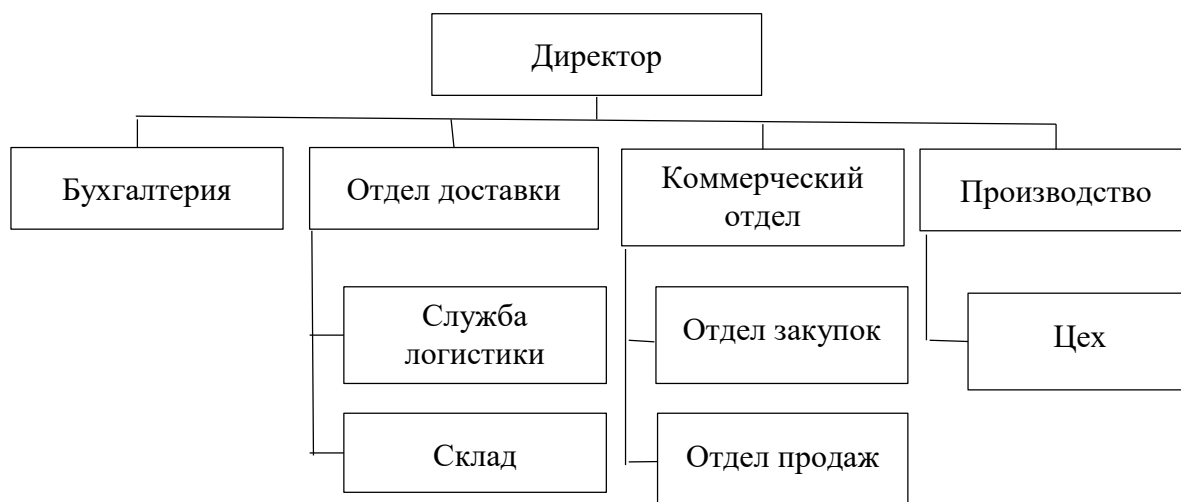 Директор
Бухгалтерия
Отдел доставки
Коммерческий
отдел
Производство
Служба
логистики
Отдел закупок
Цех
Склад
Отдел продаж